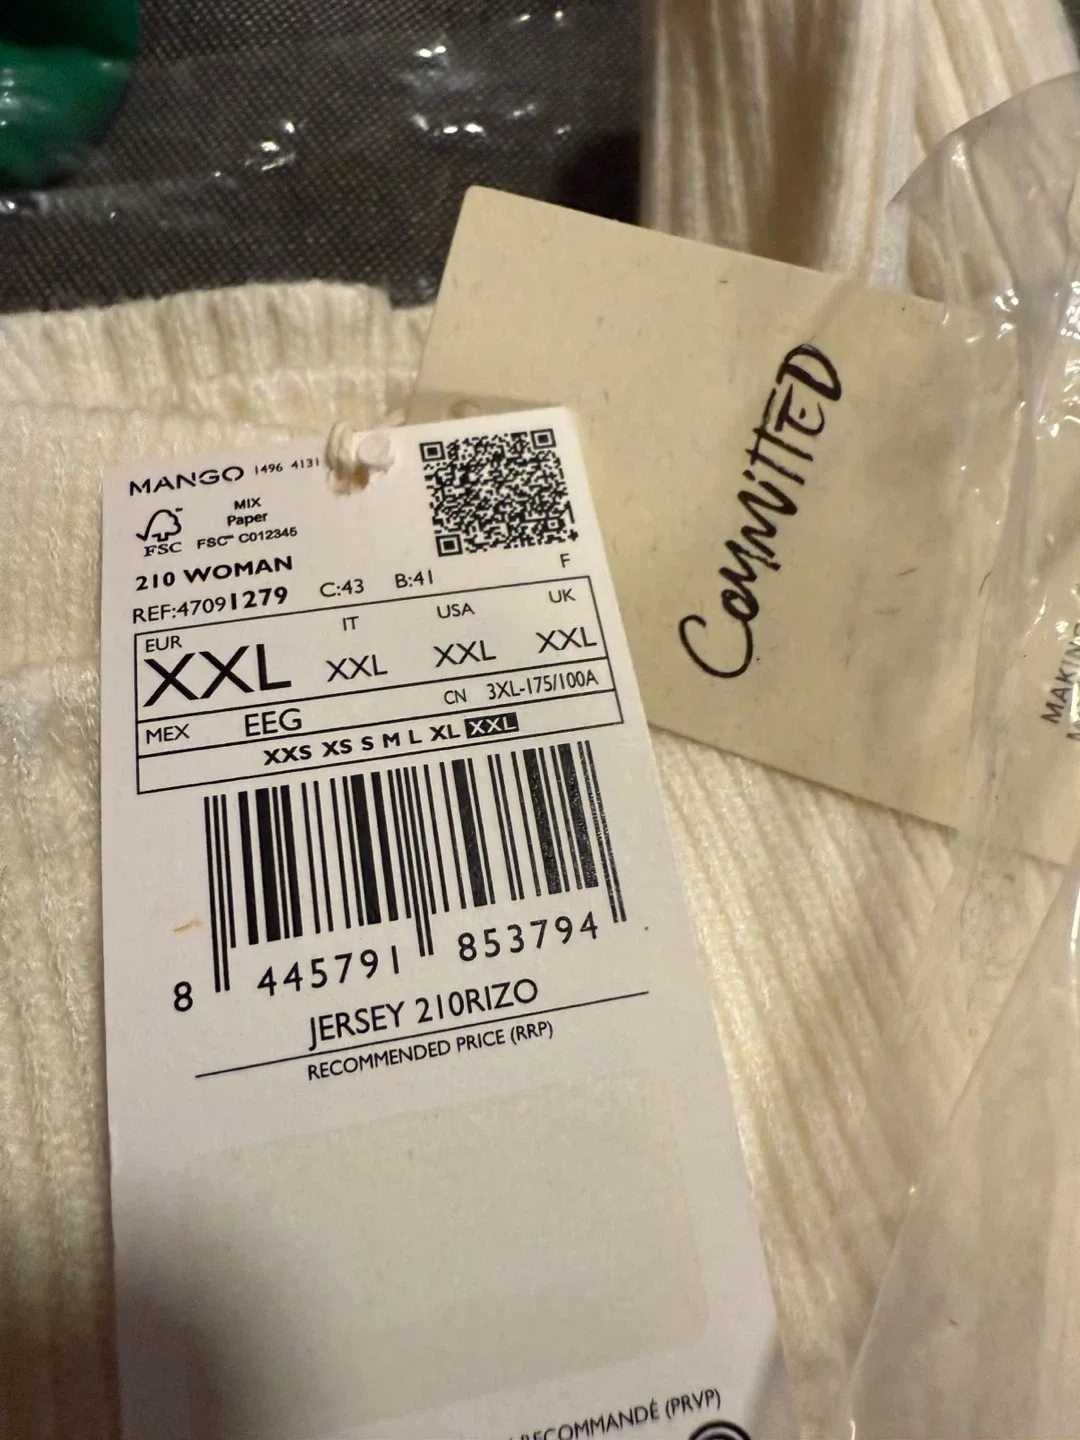 MANGO 1496 4131
MIX
Paper
FSC FSC™ C012345
210 WOMAN
REF:47091279 C:43 B:41 F
EUR IT USA UK
XXL XXL XXL XXL
CN 3XL-175/100A
MEX EEG
XXS XS S M L XL XXL
8 445791 853794
JERSEY 210RIZO
RECOMMENDED PRICE (RRP)
RECOMMANDÉ (PRVP)
COMMITTED
MAKING